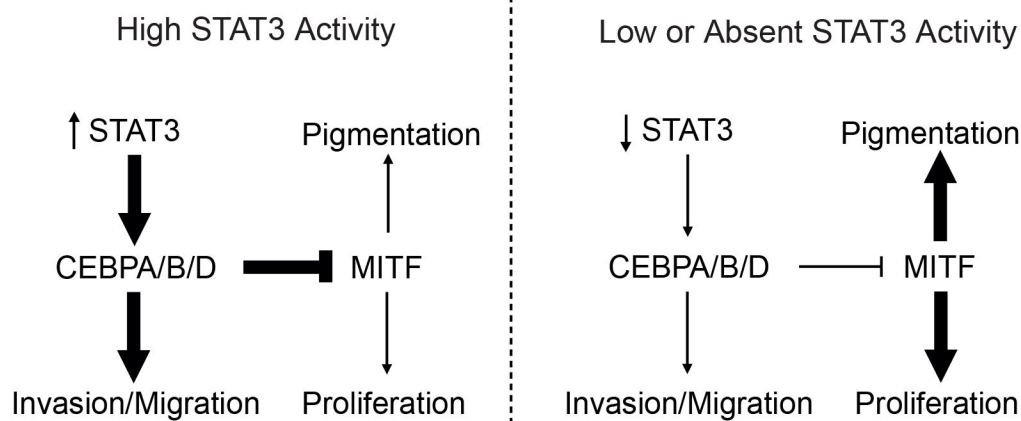 High STAT3 Activity
STAT3
Pigmentation
CEBPA/B/D
MITF
Invasion/Migration
Proliferation
Low or Absent STAT3 Activity
STAT3
Pigmentation
CEBPA/B/D
MITF
Invasion/Migration
Proliferation